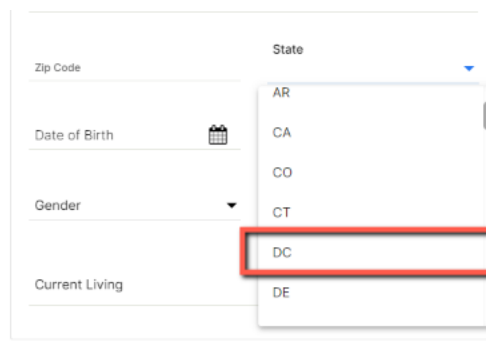 State
Zip Code
AR
Date of Birth
CA
CO
Gender
CT
DC
Current Living
DE